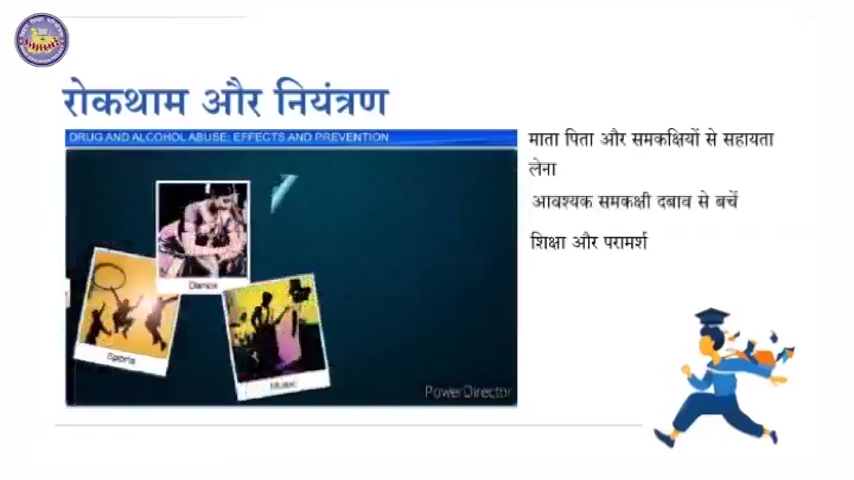 रोकथाम और नियंत्रण
DRUG AND ALCOHOL ABUSE: EFFECTS AND PREVENTION
माता पिता और समकक्षियों से सहायता
लेना
आवश्यक समकक्षी दबाव से बचें
शिक्षा और परामर्श
Dance
Sports
Music
PowerDirector